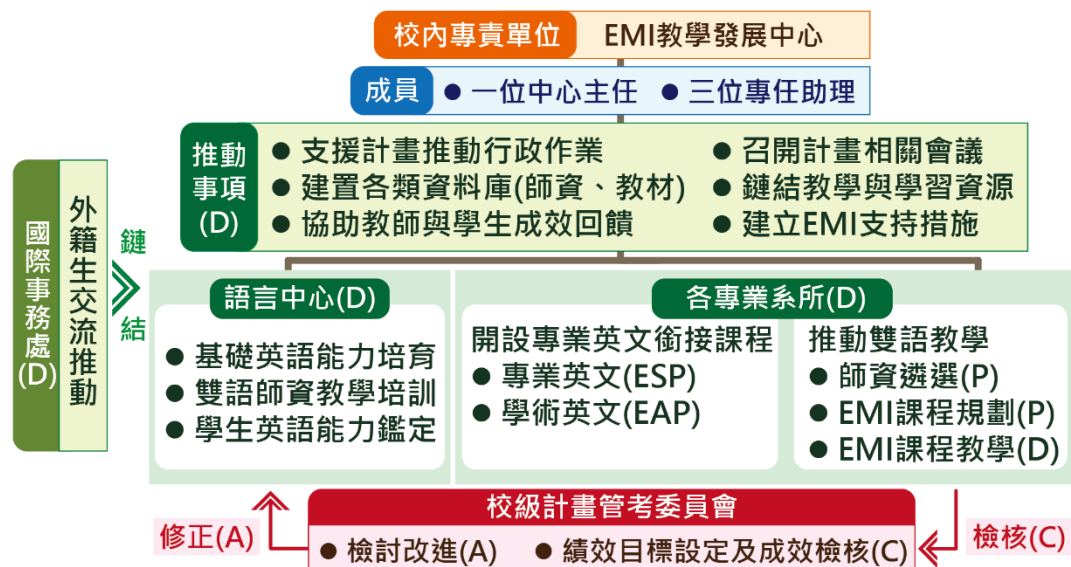 校內專責單位 EMI教學發展中心
成員 ● 一位中心主任 ● 三位專任助理
推動
事項
(D)
● 支援計畫推動行政作業 ● 召開計畫相關會議
● 建置各類資料庫(師資、教材) ● 鏈結教學與學習資源
● 協助教師與學生成效回饋 ● 建立EMI支持措施
國際事務處(D)
外籍生交流推動
鏈
結
語言中心(D)
● 基礎英語能力培育
● 雙語師資教學培訓
● 學生英語能力鑑定
各專業系所(D)
開設專業英文銜接課程
● 專業英文(ESP)
● 學術英文(EAP)
推動雙語教學
● 師資遴選(P)
● EMI課程規劃(P)
● EMI課程教學(D)
校級計畫管考委員會
修正(A)
● 檢討改進(A) ● 績效目標設定及成效檢核(C)
檢核(C)